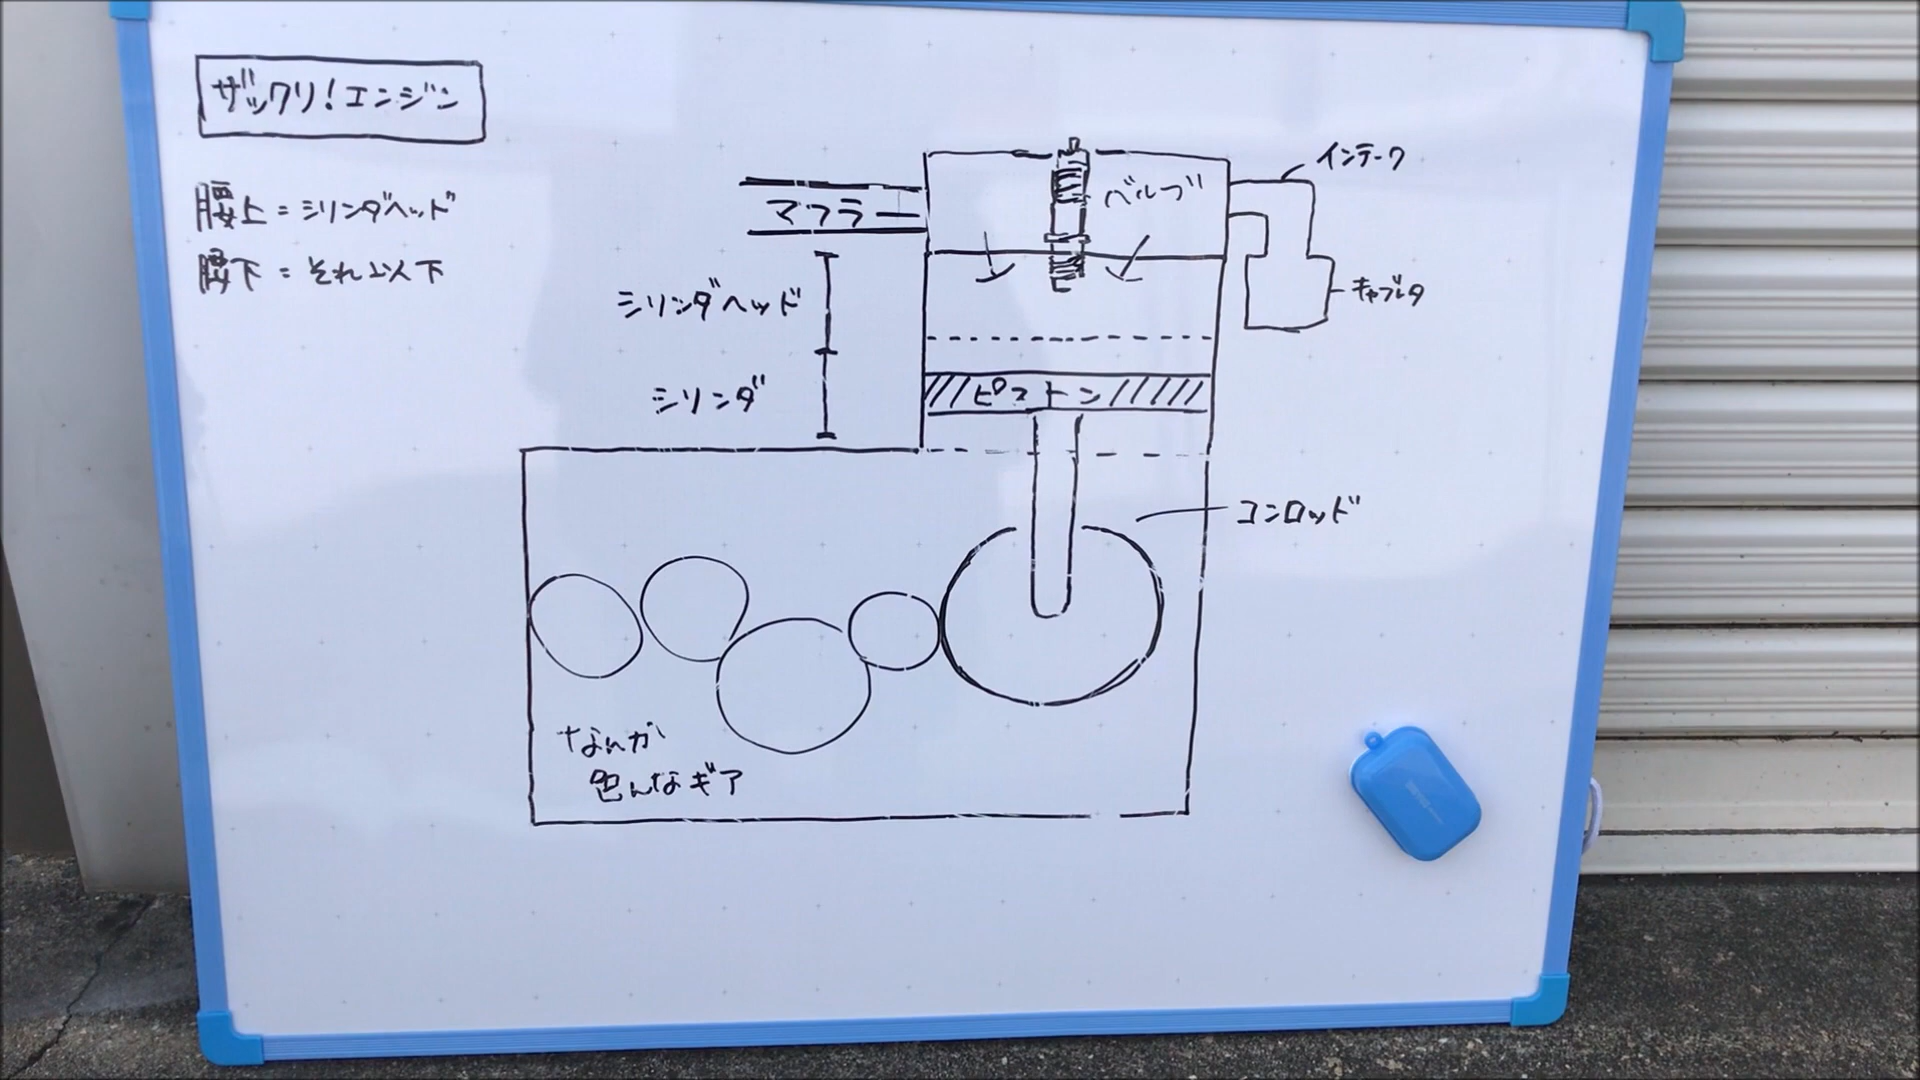 ザックリ!エンジン
腰上=シリンダヘッド
腰下=それ以下
インテーク
マフラー
バルブ
キャブレタ
シリンダヘッド
シリンダ
ピストン
コンロッド
なんか
色んなギア